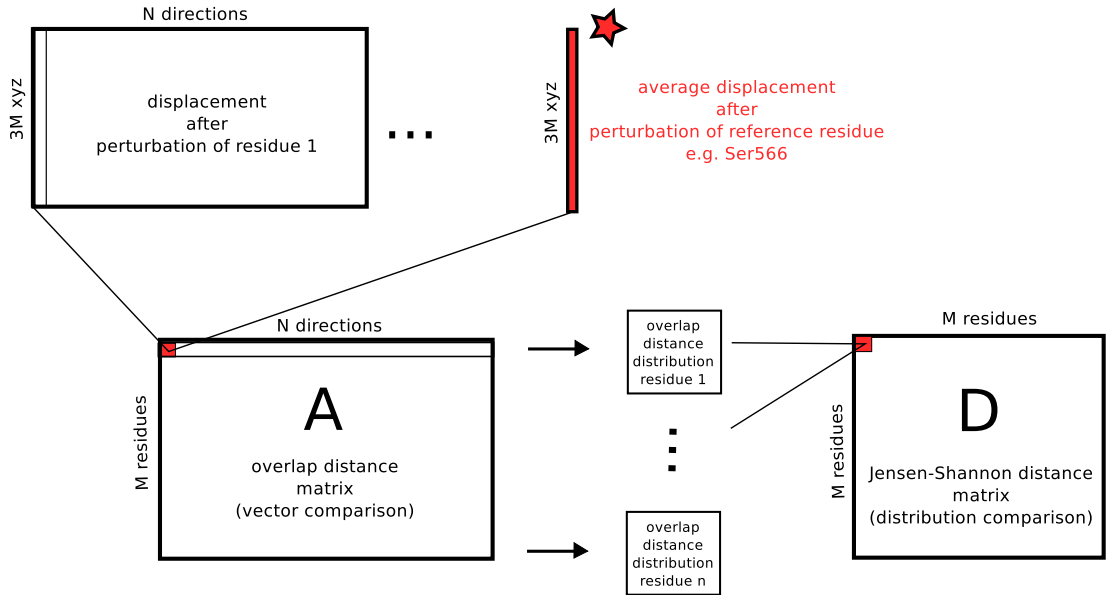 N directions
3M xyz
displacement
after
perturbation of residue 1
...
3M xyz
average displacement
after
perturbation of reference residue
e.g. Ser566
N directions
M residues
A
overlap distance
matrix
(vector comparison)
overlap
distance
distribution
residue 1
overlap
distance
distribution
residue n
M residues
M residues
D
Jensen-Shannon distance
matrix
(distribution comparison)